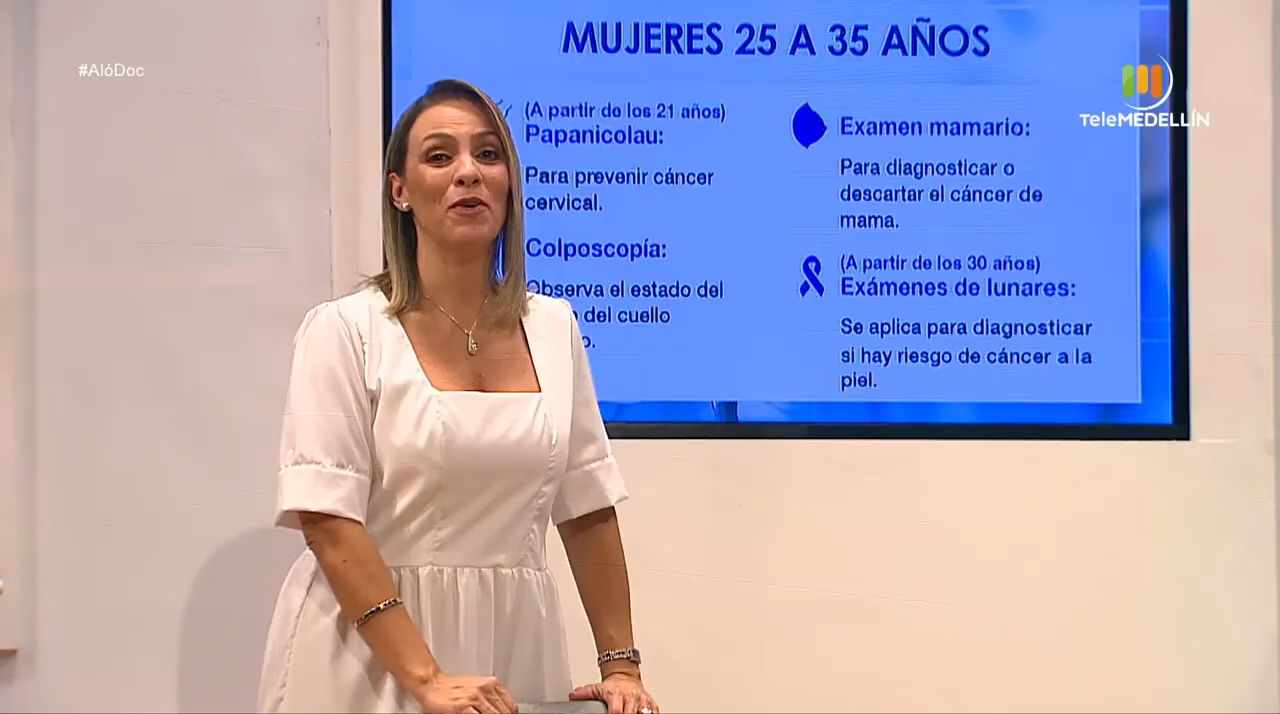 #AlóDoc
MUJERES 25 A 35 AÑOS
TeleMEDELLÍN
(A partir de los 21 años)
Papanicolau:
Para prevenir cáncer
cervical.
Colposcopía:
Observa el estado del
del cuello
Examen mamario:
Para diagnosticar o
descartar el cáncer de
mama.
(A partir de los 30 años)
Exámenes de lunares:
Se aplica para diagnosticar
si hay riesgo de cáncer a la
piel.